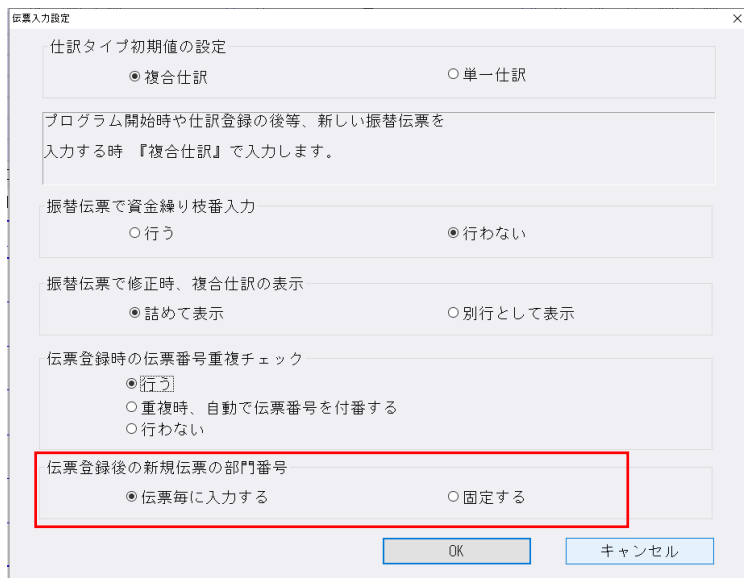 伝票入力設定
仕訳タイプ初期値の設定
複合仕訳 単一仕訳
プログラム開始時や仕訳登録の後等、新しい振替伝票を
入力する時 『複合仕訳』で入力します。
振替伝票で資金繰り枝番入力
行う 行わない
振替伝票で修正時、複合仕訳の表示
詰めて表示 別行として表示
伝票登録時の伝票番号重複チェック
行う
重複時、自動で伝票番号を付番する
行わない
伝票登録後の新規伝票の部門番号
伝票毎に入力する 固定する
OK キャンセル